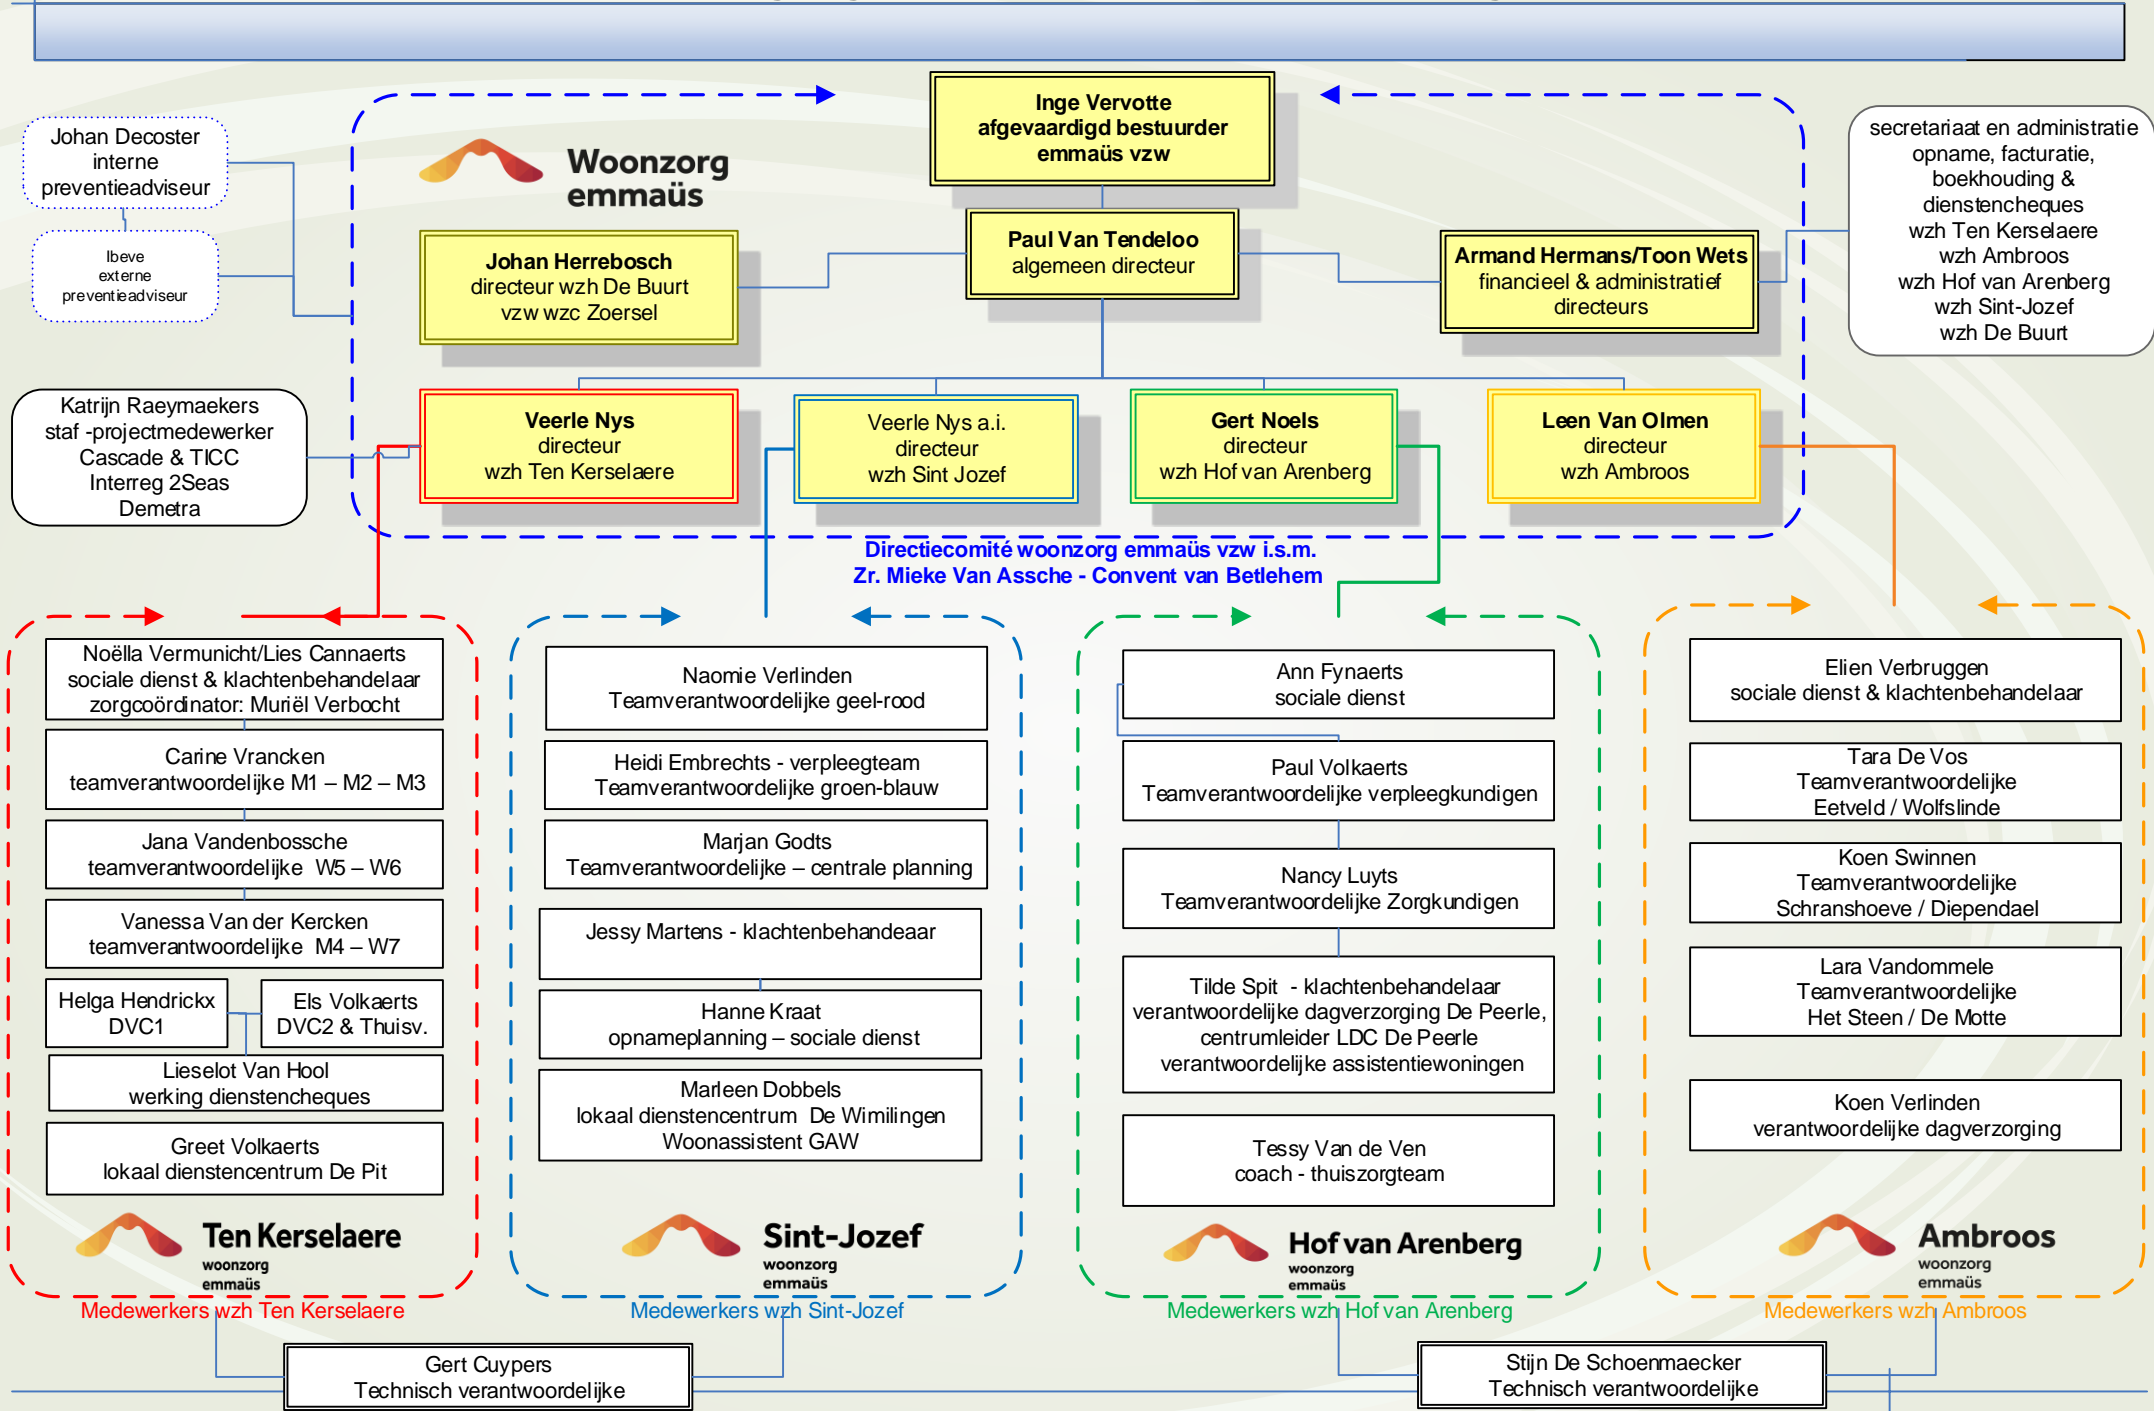 Inge Vervotte
afgevaardigd bestuurder
emmaüs vzw
Johan Decoster
interne
preventieadviseur
Ibeve
externe
preventieadviseur
Woonzorg
emmaüs
Johan Herrebosch
directeur wzh De Buurt
vzw wzc Zoersel
Paul Van Tendeloo
algemeen directeur
Armand Hermans/Toon Wets
financieel & administratief
directeurs
secretariaat en administratie
opname, facturatie,
boekhouding &
dienstencheques
wzh Ten Kerselaere
wzh Ambroos
wzh Hof van Arenberg
wzh Sint-Jozef
wzh De Buurt
Katrijn Raeymaekers
staf -projectmedewerker
Cascade & TICC
Interreg 2Seas
Demetra
Veerle Nys
directeur
wzh Ten Kerselaere
Veerle Nys a.i.
directeur
wzh Sint Jozef
Gert Noels
directeur
wzh Hof van Arenberg
Leen Van Olmen
directeur
wzh Ambroos
Directiecomité woonzorg emmaüs vzw i.s.m.
Zr. Mieke Van Assche - Convent van Betlehem
Noëlla Vermunicht/Lies Cannaerts
sociale dienst & klachtenbehandelaar
zorgcoördinator: Muriël Verbocht
Carine Vrancken
teamverantwoordelijke M1 – M2 – M3
Jana Vandenbossche
teamverantwoordelijke W5 – W6
Vanessa Van der Kercken
teamverantwoordelijke M4 – W7
Helga Hendrickx
DVC1
Els Volkaerts
DVC2 & Thuisv.
Lieselot Van Hool
werking dienstencheques
Greet Volkaerts
lokaal dienstencentrum De Pit
Ten Kerselaere
woonzorg
emmaüs
Medewerkers wzh Ten Kerselaere
Naomie Verlinden
Teamverantwoordelijke geel-rood
Heidi Embrechts - verpleegteam
Teamverantwoordelijke groen-blauw
Marjan Godts
Teamverantwoordelijke – centrale planning
Jessy Martens - klachtenbehandeaar
Hanne Kraat
opnameplanning – sociale dienst
Marleen Dobbels
lokaal dienstencentrum De Wimilingen
Woonassistent GAW
Sint-Jozef
woonzorg
emmaüs
Medewerkers wzh Sint-Jozef
Ann Fynaerts
sociale dienst
Paul Volkaerts
Teamverantwoordelijke verpleegkundigen
Nancy Luyts
Teamverantwoordelijke Zorgkundigen
Tilde Spit - klachtenbehandelaar
verantwoordelijke dagverzorging De Peerle,
centrumleider LDC De Peerle
verantwoordelijke assistentiewoningen
Tessy Van de Ven
coach - thuiszorgteam
Hof van Arenberg
woonzorg
emmaüs
Medewerkers wzh Hof van Arenberg
Elien Verbruggen
sociale dienst & klachtenbehandelaar
Tara De Vos
Teamverantwoordelijke
Eetveld / Wolfslinde
Koen Swinnen
Teamverantwoordelijke
Schranshoeve / Diependael
Lara Vandommele
Teamverantwoordelijke
Het Steen / De Motte
Koen Verlinden
verantwoordelijke dagverzorging
Ambroos
woonzorg
emmaüs
Medewerkers wzh Ambroos
Gert Cuypers
Technisch verantwoordelijke
Stijn De Schoenmaecker
Technisch verantwoordelijke